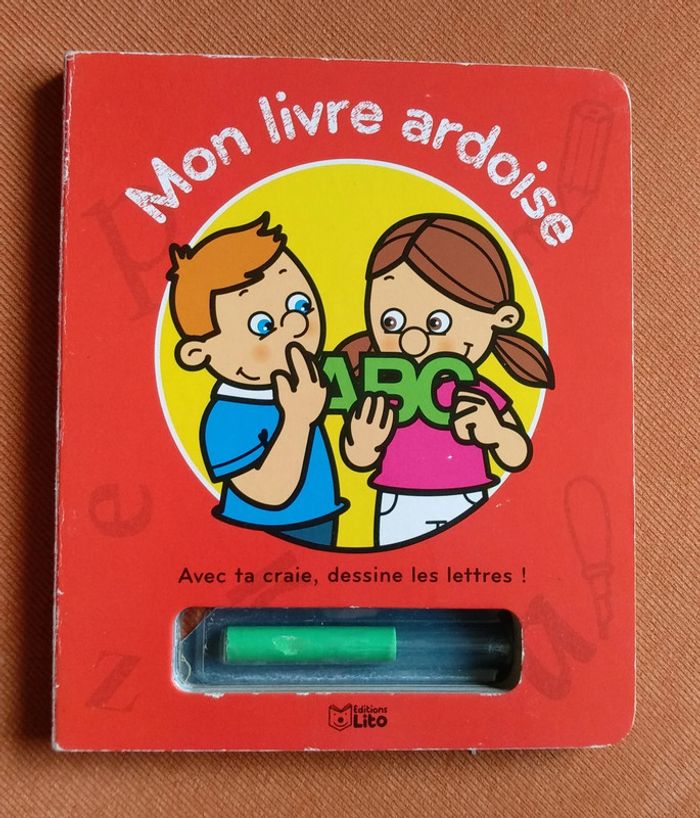 Mon livre ardoise
ABC
Avec ta craie, dessine les lettres !
p
e
z
u
Éditions
Lito